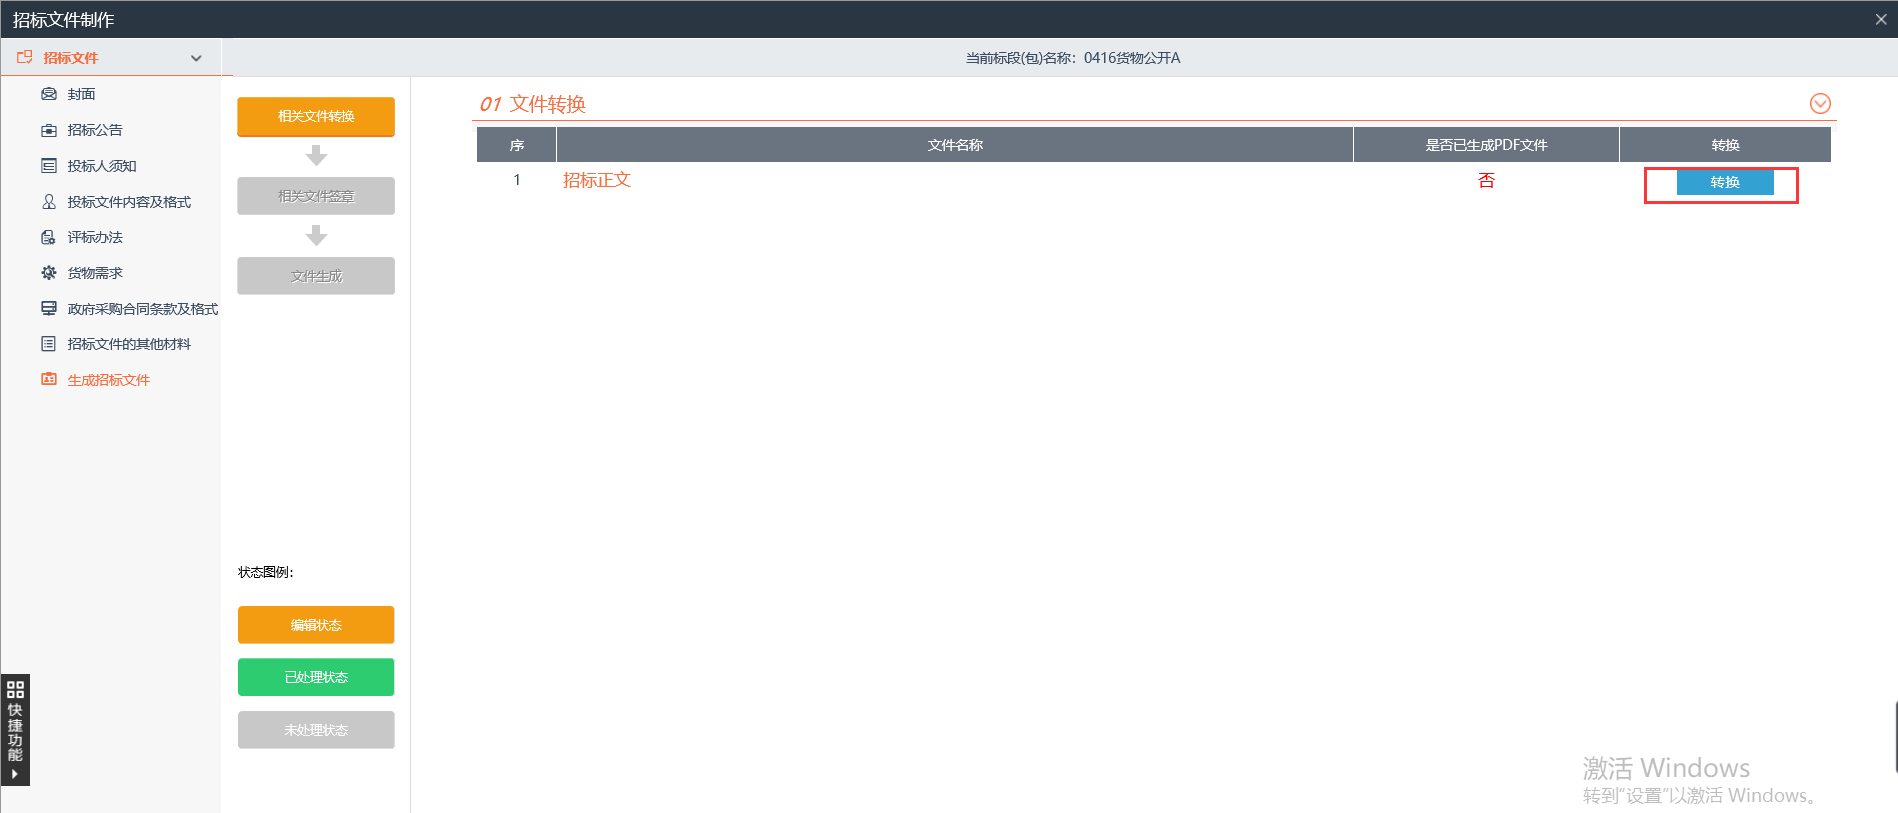 招标文件制作
招标文件
当前标段(包)名称：0416货物公开A
封面
招标公告
投标人须知
投标文件内容及格式
评标办法
货物需求
政府采购合同条款及格式
招标文件的其他材料
生成招标文件
快捷功能
相关文件转换
相关文件签章
文件生成
状态图例：
编辑状态
已处理状态
未处理状态
01 文件转换
序 文件名称 是否已生成PDF文件 转换
1 招标正文 否 转换
激活 Windows
转到“设置”以激活 Windows。